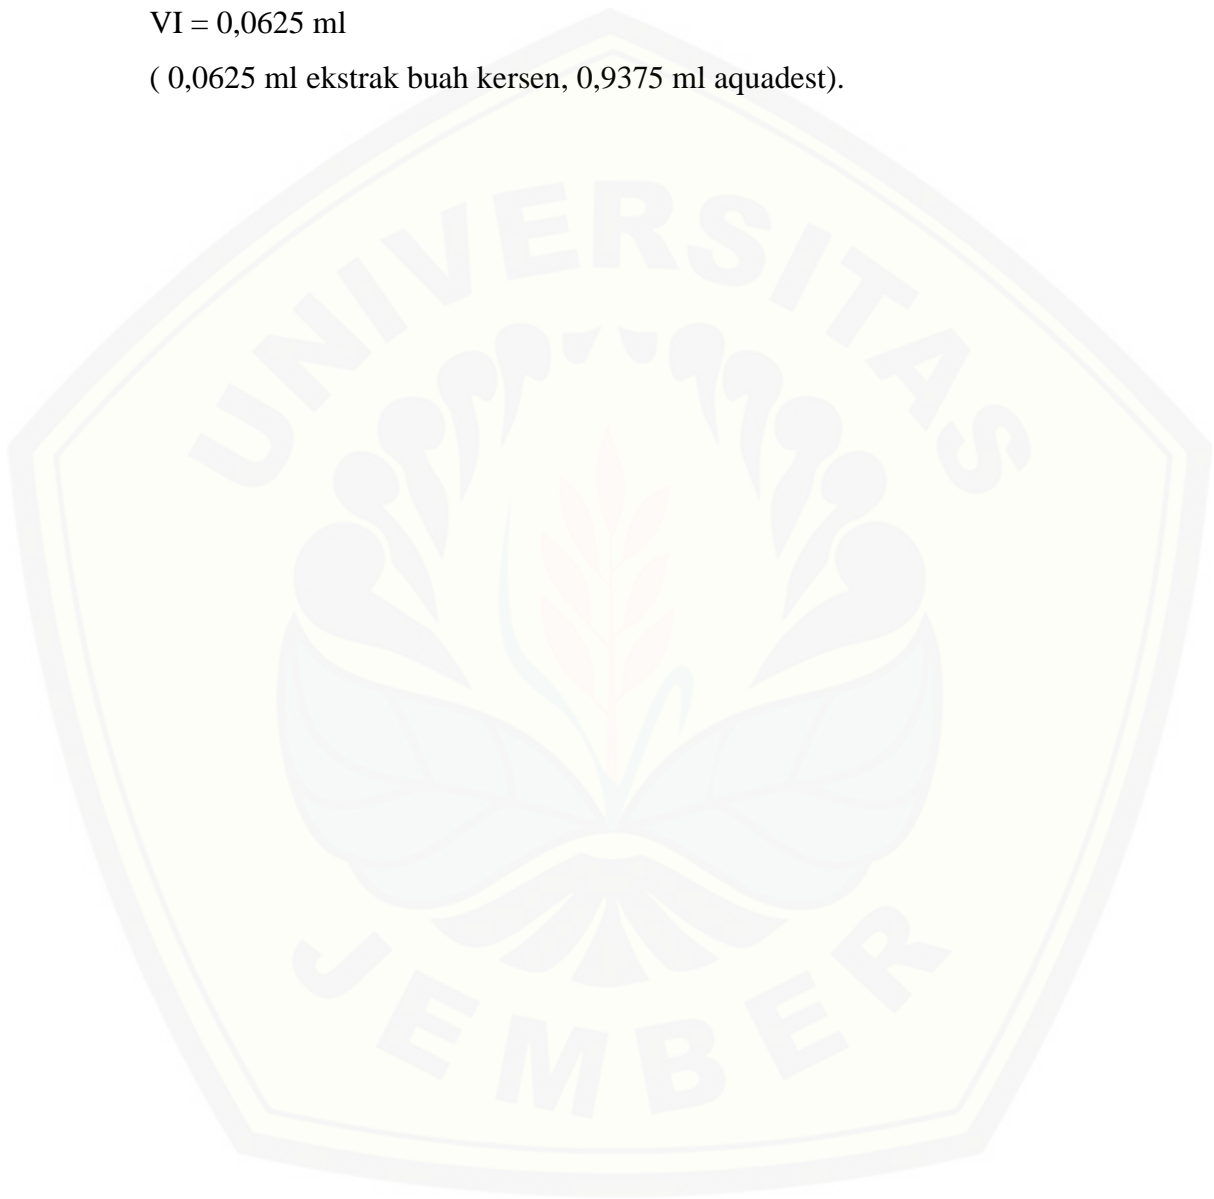 VI = 0,0625 ml
( 0,0625 ml ekstrak buah kersen, 0,9375 ml aquadest).
UNIVERSITAS
JEMBER